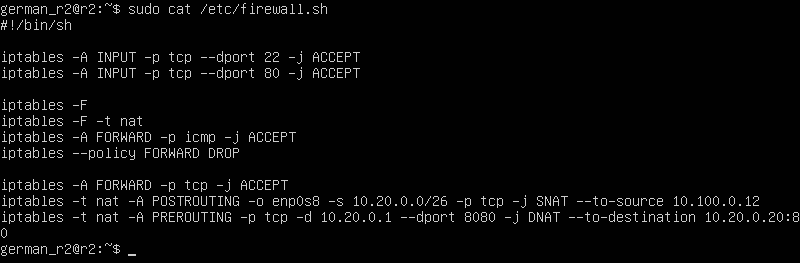 german_r2@r2:~$ sudo cat /etc/firewall.sh
#!/bin/sh
iptables -A INPUT -p tcp --dport 22 -j ACCEPT
iptables -A INPUT -p tcp --dport 80 -j ACCEPT
iptables -F
iptables -F -t nat
iptables -A FORWARD -p icmp -j ACCEPT
iptables --policy FORWARD DROP
iptables -A FORWARD -p tcp -j ACCEPT
iptables -t nat -A POSTROUTING -o enp0s8 -s 10.20.0.0/26 -p tcp -j SNAT --to-source 10.100.0.12
iptables -t nat -A PREROUTING -p tcp -d 10.20.0.1 --dport 8080 -j DNAT --to-destination 10.20.0.20:8
0
german_r2@r2:~$ _